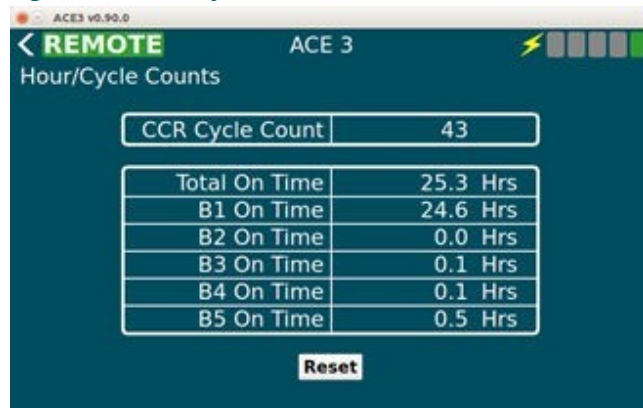 ACE3 v0.90.0
< REMOTE ACE 3
Hour/Cycle Counts
CCR Cycle Count 43
Total On Time 25.3 Hrs
B1 On Time 24.6 Hrs
B2 On Time 0.0 Hrs
B3 On Time 0.1 Hrs
B4 On Time 0.1 Hrs
B5 On Time 0.5 Hrs
Reset